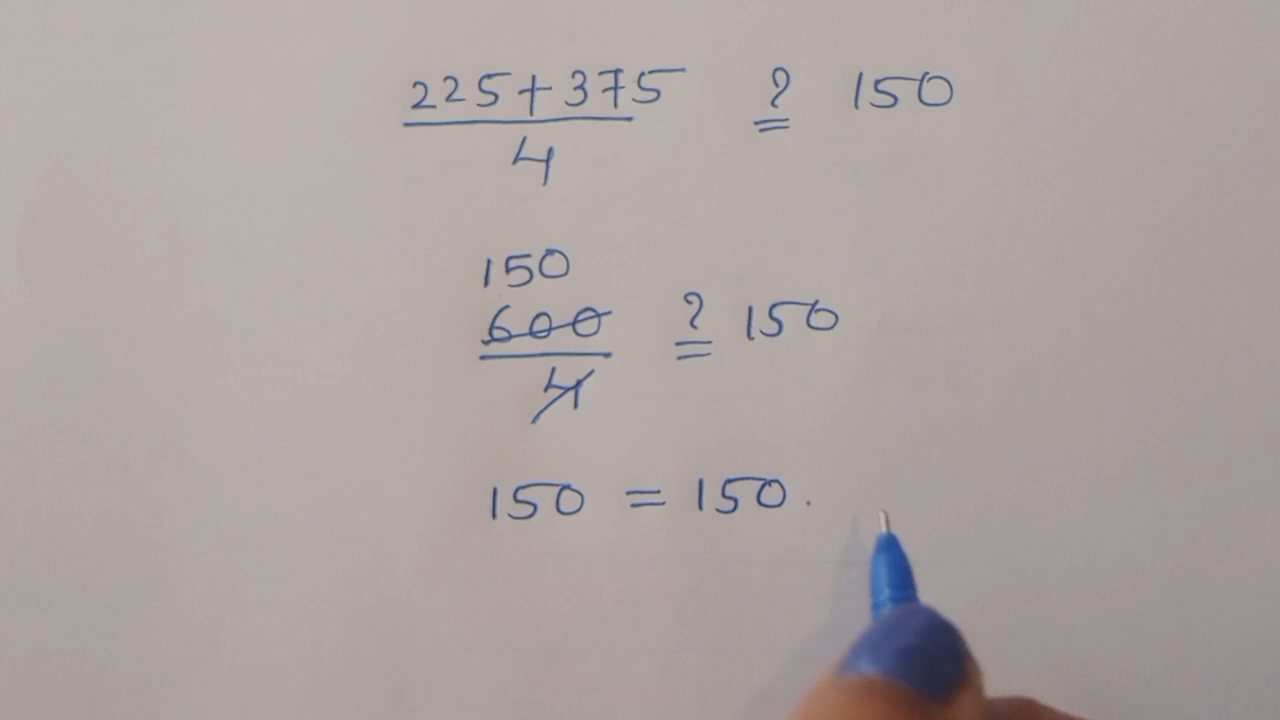 225+375 ≟ 150
4
150
600 ≟ 150
4
150 = 150.